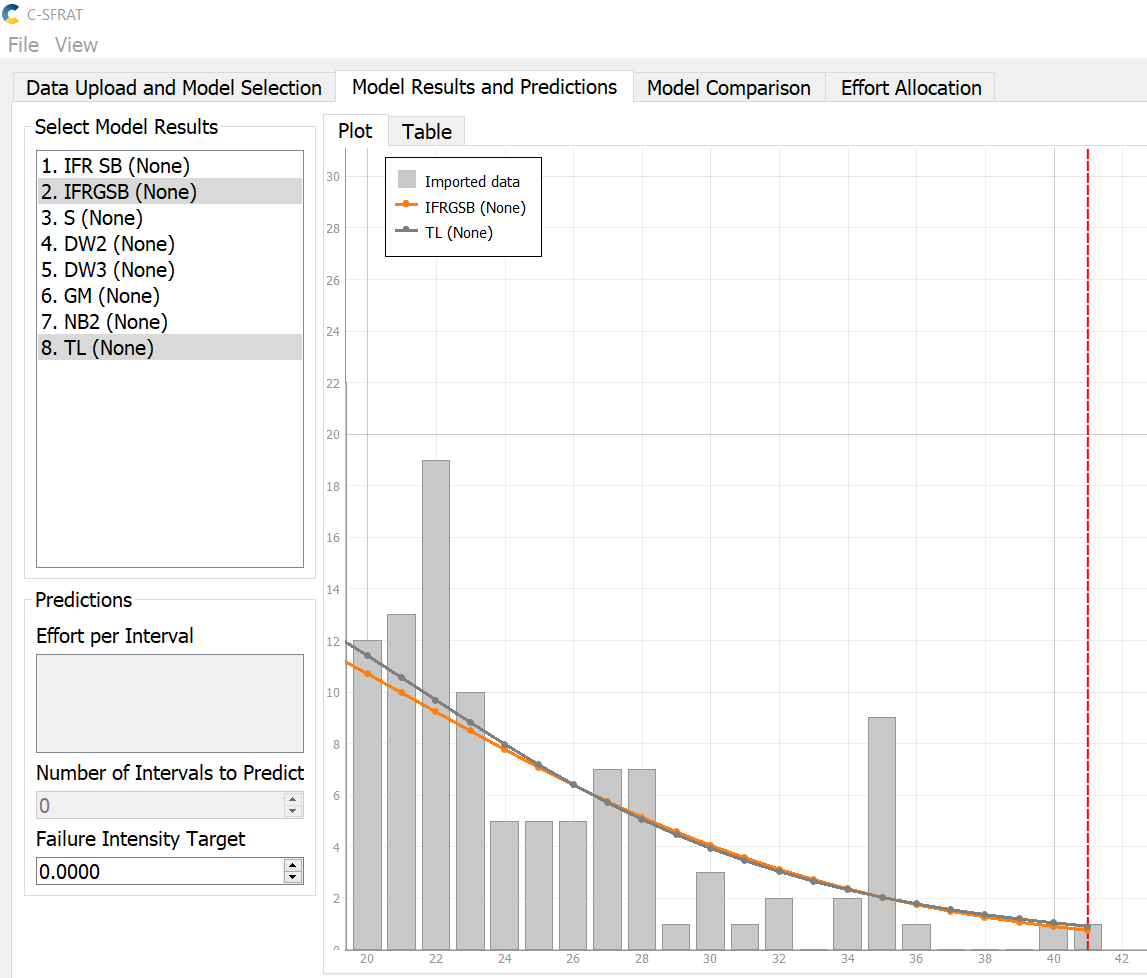 C-SFRAT
File View
Data Upload and Model Selection Model Results and Predictions Model Comparison Effort Allocation
Select Model Results
1. IFR SB (None)
2. IFRGSB (None)
3. S (None)
4. DW2 (None)
5. DW3 (None)
6. GM (None)
7. NB2 (None)
8. TL (None)
Predictions
Effort per Interval
Number of Intervals to Predict
0
Failure Intensity Target
0.0000
Plot Table
Imported data
IFRGSB (None)
TL (None)
30
28
26
24
22
20
18
16
14
12
10
8
6
4
2
0
20 22 24 26 28 30 32 34 36 38 40 42